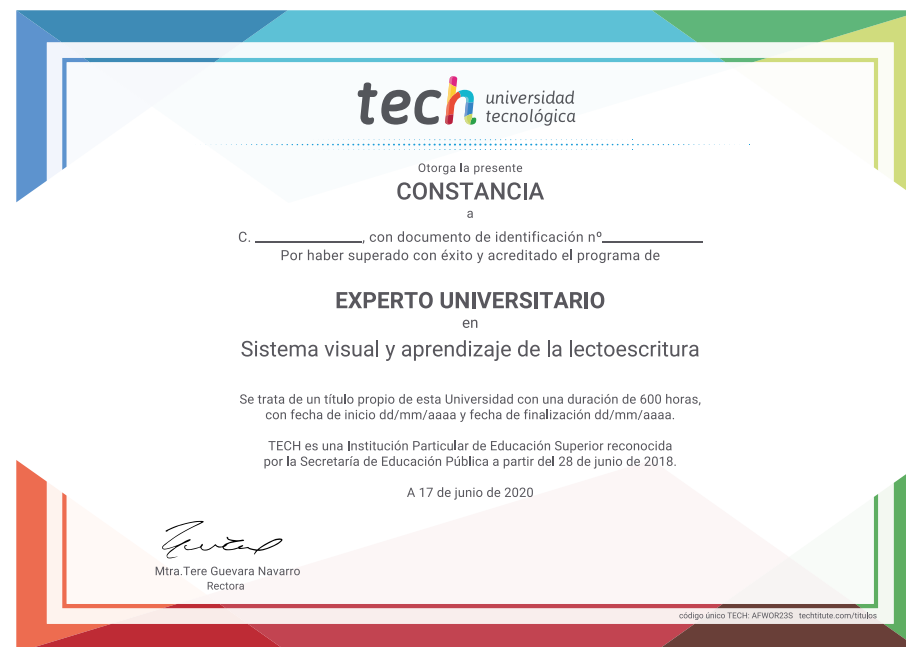 tech universidad
tecnológica
Otorga la presente
CONSTANCIA
a
C. ____________, con documento de identificación nº____________
Por haber superado con éxito y acreditado el programa de
EXPERTO UNIVERSITARIO
en
Sistema visual y aprendizaje de la lectoescritura
Se trata de un título propio de esta Universidad con una duración de 600 horas,
con fecha de inicio dd/mm/aaaa y fecha de finalización dd/mm/aaaa.
TECH es una Institución Particular de Educación Superior reconocida
por la Secretaría de Educación Pública a partir del 28 de junio de 2018.
A 17 de junio de 2020
Mtra.Tere Guevara Navarro
Rectora
código único TECH: AFWOR23S techtitute.com/titulos